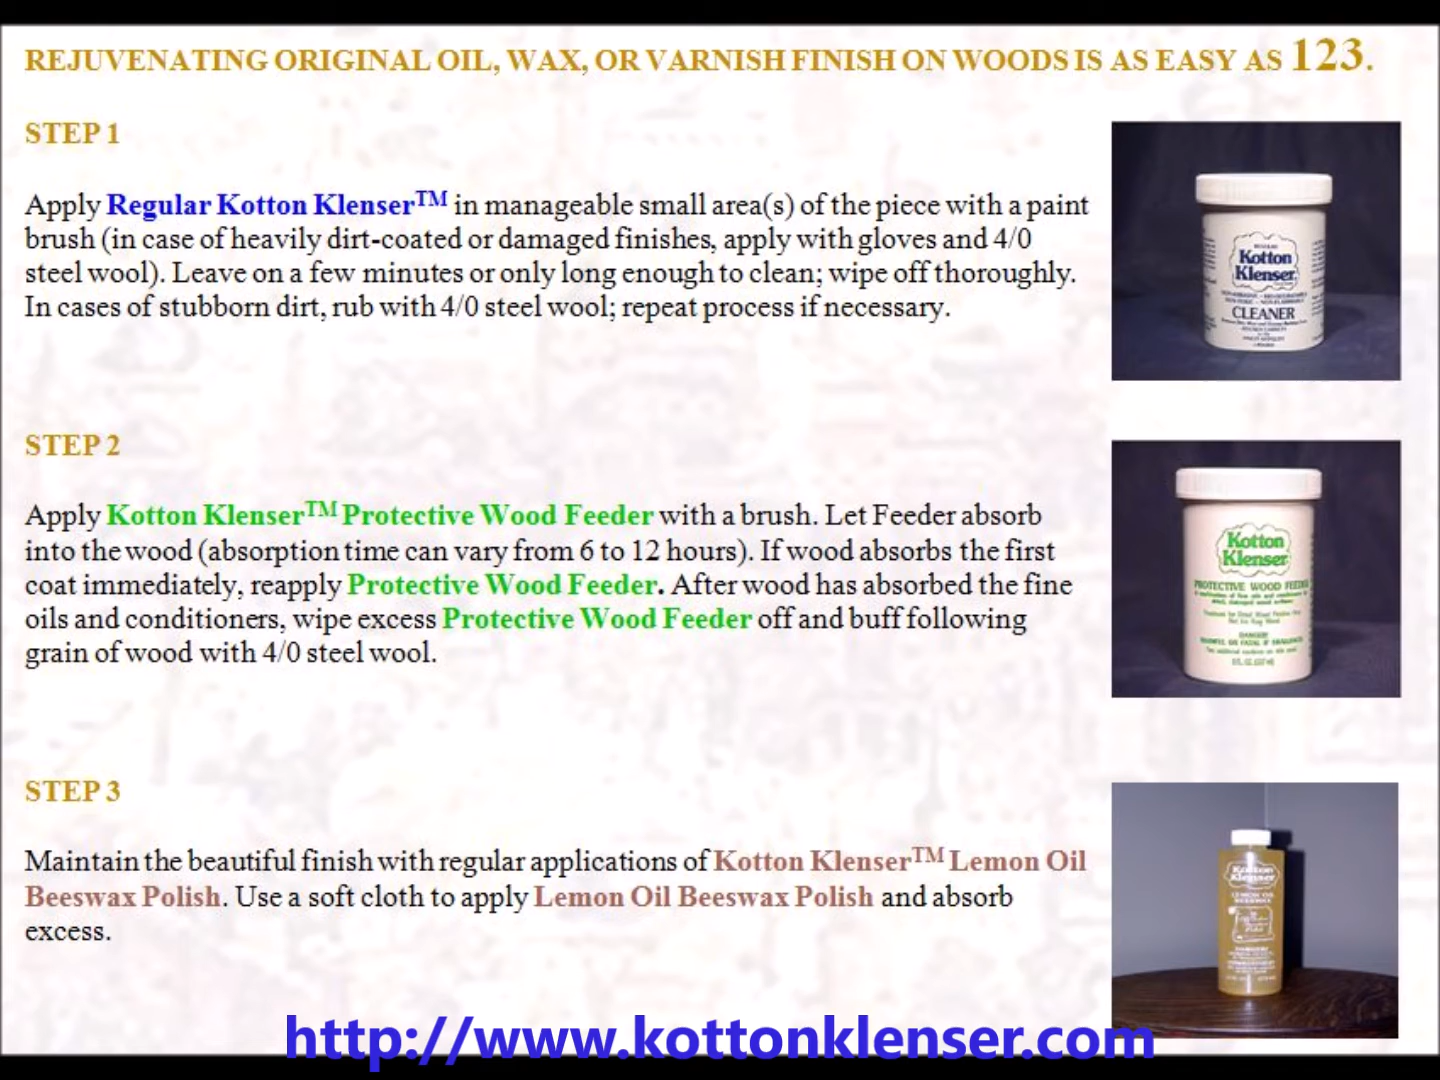 REJUVENATING ORIGINAL OIL, WAX, OR VARNISH FINISH ON WOODS IS AS EASY AS 123.
STEP 1
Apply Regular Kotton Klenser™ in manageable small area(s) of the piece with a paint
brush (in case of heavily dirt-coated or damaged finishes, apply with gloves and 4/0
steel wool). Leave on a few minutes or only long enough to clean; wipe off thoroughly.
In cases of stubborn dirt, rub with 4/0 steel wool; repeat process if necessary.
Kotton
Klenser
CLEANER
STEP 2
Apply Kotton Klenser™ Protective Wood Feeder with a brush. Let Feeder absorb
into the wood (absorption time can vary from 6 to 12 hours). If wood absorbs the first
coat immediately, reapply Protective Wood Feeder. After wood has absorbed the fine
oils and conditioners, wipe excess Protective Wood Feeder off and buff following
grain of wood with 4/0 steel wool.
Kotton
Klenser
PROTECTIVE WOOD FEEDER
STEP 3
Maintain the beautiful finish with regular applications of Kotton Klenser™ Lemon Oil
Beeswax Polish. Use a soft cloth to apply Lemon Oil Beeswax Polish and absorb
excess.
Kotton
Klenser
LEMON OIL
BEESWAX
http://www.kottonklenser.com